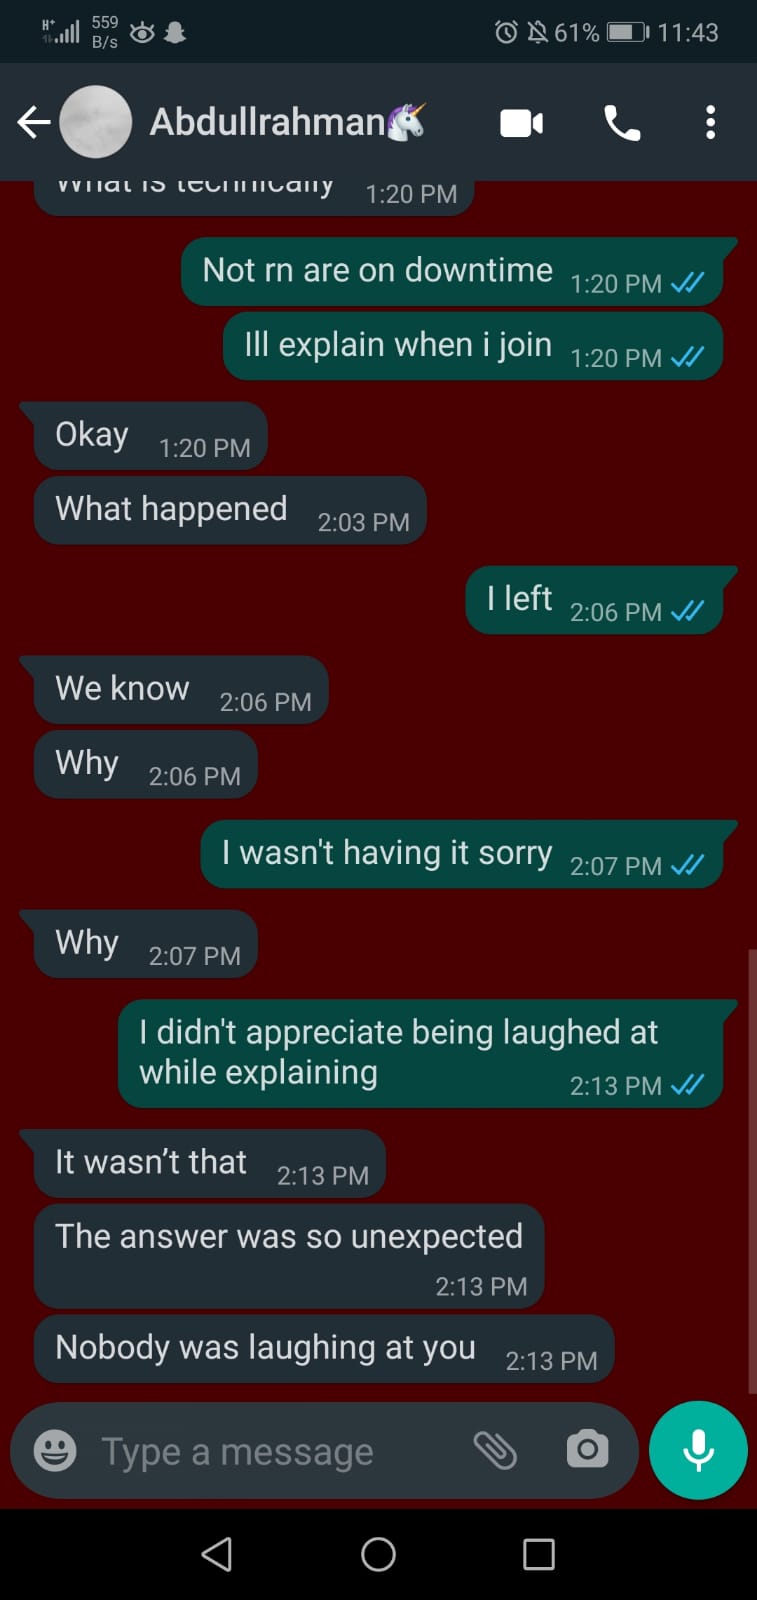 H+ 559 B/s 61% 11:43
Abdullrahman🦄
What is technically 1:20 PM
Not rn are on downtime 1:20 PM
Ill explain when i join 1:20 PM
Okay 1:20 PM
What happened 2:03 PM
I left 2:06 PM
We know 2:06 PM
Why 2:06 PM
I wasn't having it sorry 2:07 PM
Why 2:07 PM
I didn't appreciate being laughed at
while explaining 2:13 PM
It wasn’t that 2:13 PM
The answer was so unexpected
2:13 PM
Nobody was laughing at you 2:13 PM
Type a message